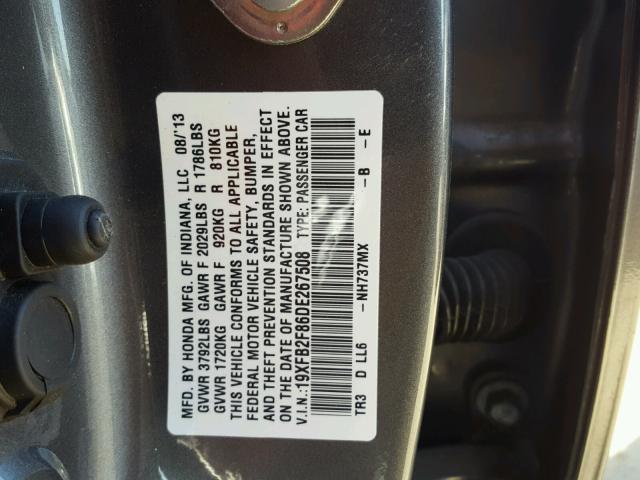 MFD. BY HONDA MFG. OF INDIANA, LLC 08/'13
GVWR 3792LBS GAWR F 2029LBS R 1786LBS
GVWR 1720KG GAWR F 920KG R 810KG
THIS VEHICLE CONFORMS TO ALL APPLICABLE
FEDERAL MOTOR VEHICLE SAFETY, BUMPER,
AND THEFT PREVENTION STANDARDS IN EFFECT
ON THE DATE OF MANUFACTURE SHOWN ABOVE.
V.I.N.:19XFB2F86DE267508 TYPE: PASSENGER CAR
TR3 D LL6 -NH737MX -B -E